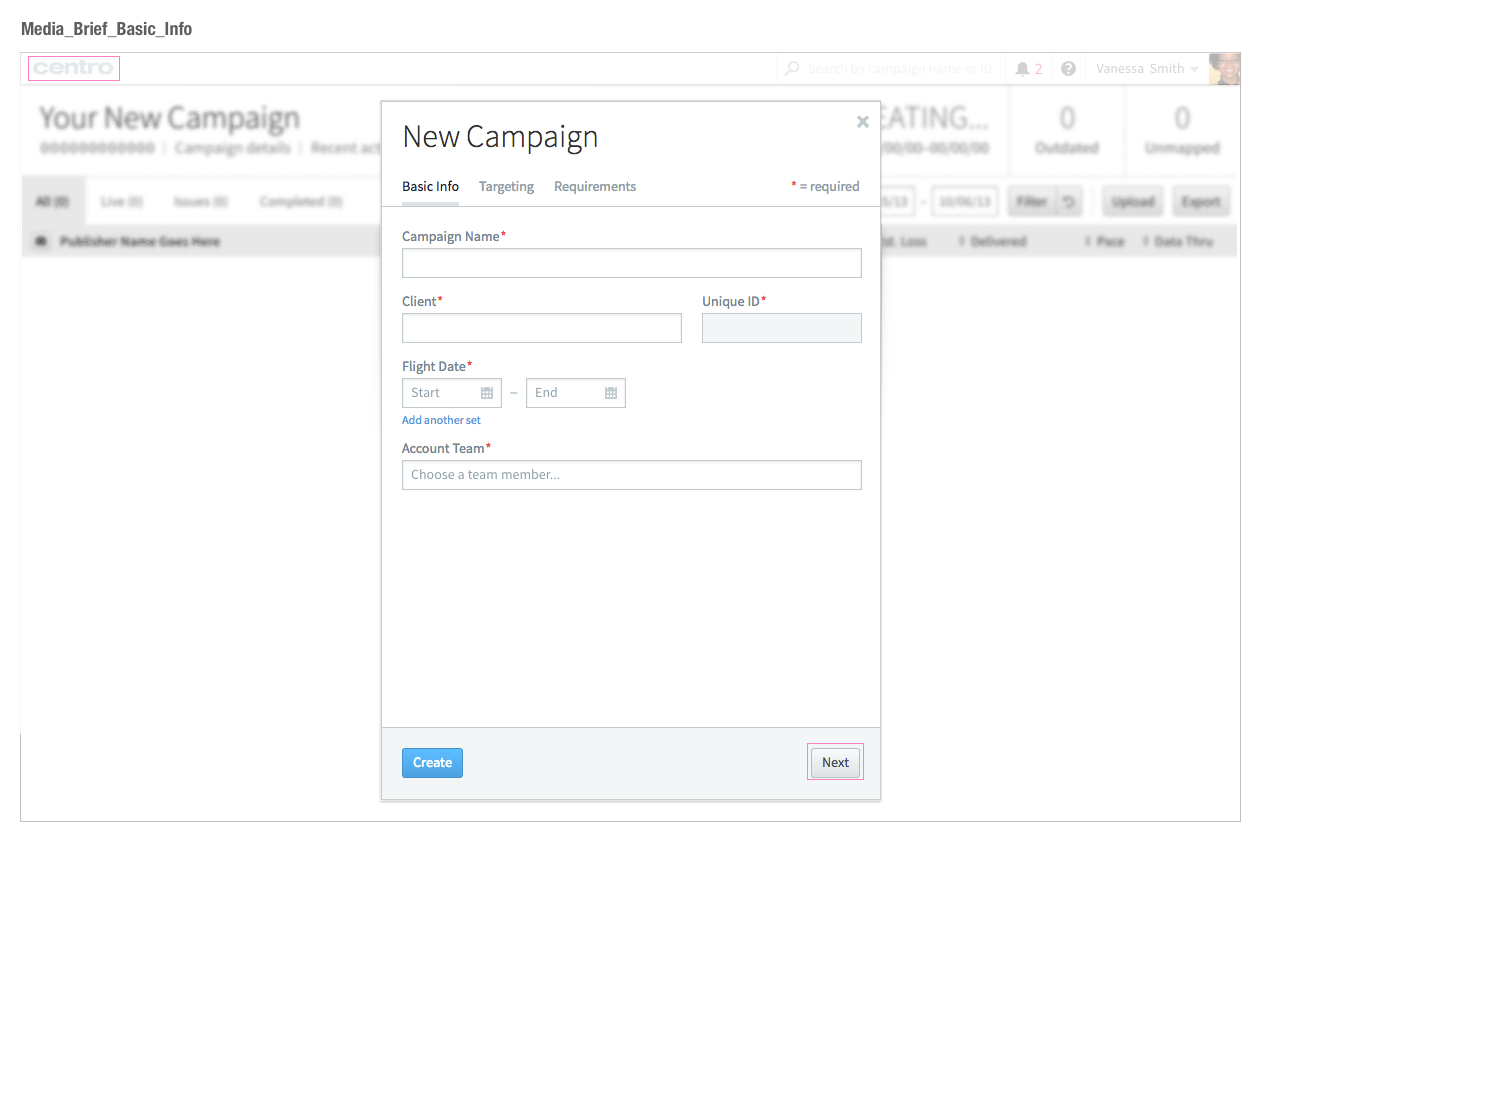 Media_Brief_Basic_Info
centro
Search by campaign name or ID
2
Vanessa Smith
Your New Campaign
000000000000 | Campaign details | Recent act
EATING...
/00/00–00/00/00
0
Outdated
0
Unmapped
All (0)
Live (0)
Issues (0)
Completed (0)
/13 - 10/06/13
Filter
Upload
Export
Publisher Name Goes Here
st. Loss
Delivered
Pace
Data Thru
New Campaign
Basic Info
Targeting
Requirements
* = required
Campaign Name*
Client*
Unique ID*
Flight Date*
Start – End
Add another set
Account Team*
Choose a team member...
Create
Next